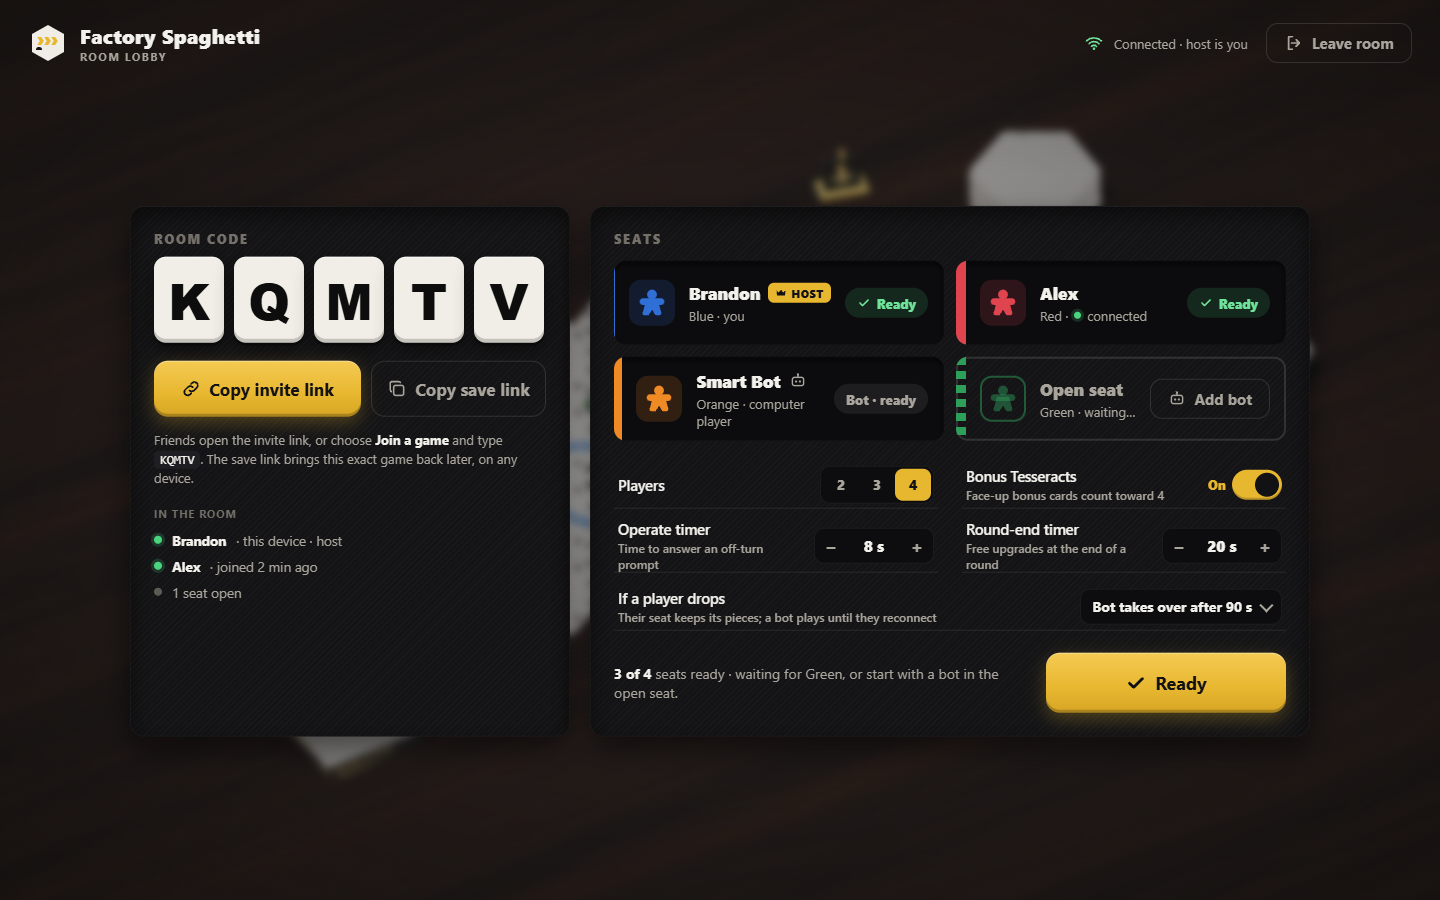 Factory Spaghetti
ROOM LOBBY
Connected · host is you
Leave room
ROOM CODE
K Q M T V
Copy invite link
Copy save link
Friends open the invite link, or choose Join a game and type
KQMTV. The save link brings this exact game back later, on any
device.
IN THE ROOM
Brandon · this device · host
Alex · joined 2 min ago
1 seat open
SEATS
Brandon HOST
Blue · you
Ready
Alex
Red · connected
Ready
Smart Bot
Orange · computer
player
Bot · ready
Open seat
Green · waiting...
Add bot
Players
2 3 4
Bonus Tesseracts
Face-up bonus cards count toward 4
On
Operate timer
Time to answer an off-turn
prompt
− 8 s +
Round-end timer
Free upgrades at the end of a
round
− 20 s +
If a player drops
Their seat keeps its pieces; a bot plays until they reconnect
Bot takes over after 90 s
3 of 4 seats ready · waiting for Green, or start with a bot in the
open seat.
Ready